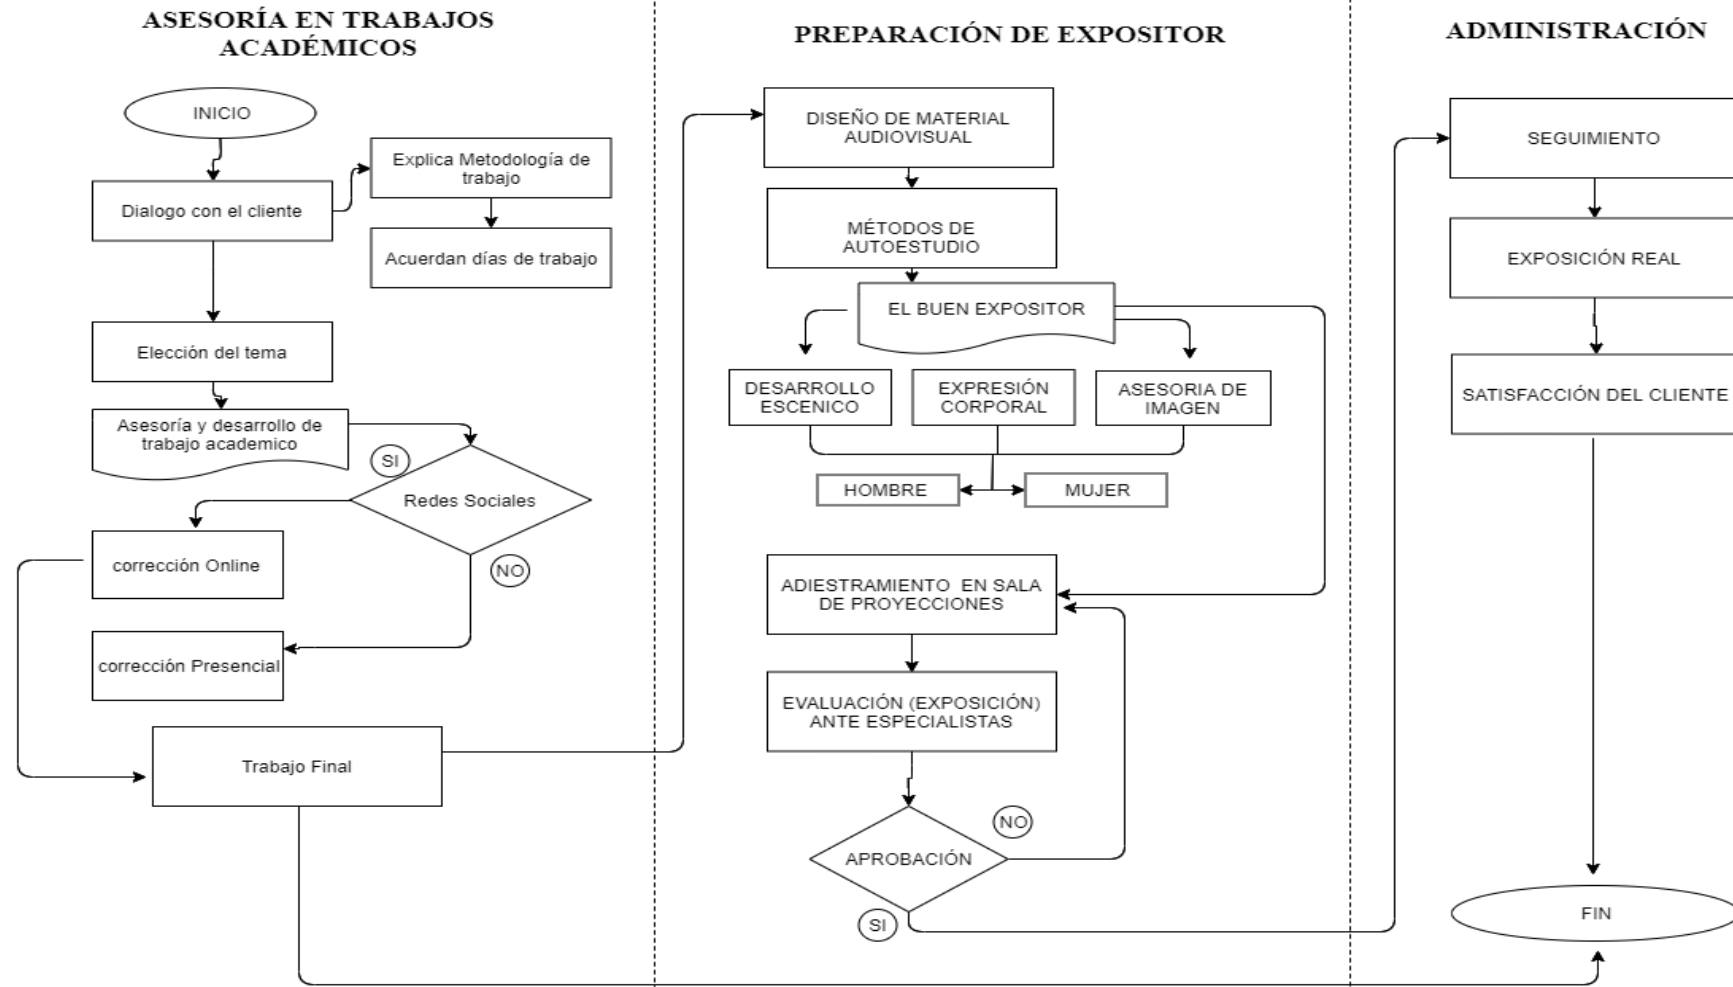 ASESORÍA EN TRABAJOS
ACADÉMICOS
INICIO
Explica Metodología de
trabajo
Dialogo con el cliente
Acuerdan días de trabajo
Elección del tema
Asesoría y desarrollo de
trabajo academico
SI
Redes Sociales
NO
corrección Online
corrección Presencial
Trabajo Final
PREPARACIÓN DE EXPOSITOR
DISEÑO DE MATERIAL
AUDIOVISUAL
MÉTODOS DE
AUTOESTUDIO
EL BUEN EXPOSITOR
DESARROLLO
ESCENICO
EXPRESIÓN
CORPORAL
ASESORIA DE
IMAGEN
HOMBRE
MUJER
ADIESTRAMIENTO EN SALA
DE PROYECCIONES
EVALUACIÓN (EXPOSICIÓN)
ANTE ESPECIALISTAS
NO
APROBACIÓN
SI
ADMINISTRACIÓN
SEGUIMIENTO
EXPOSICIÓN REAL
SATISFACCIÓN DEL CLIENTE
FIN